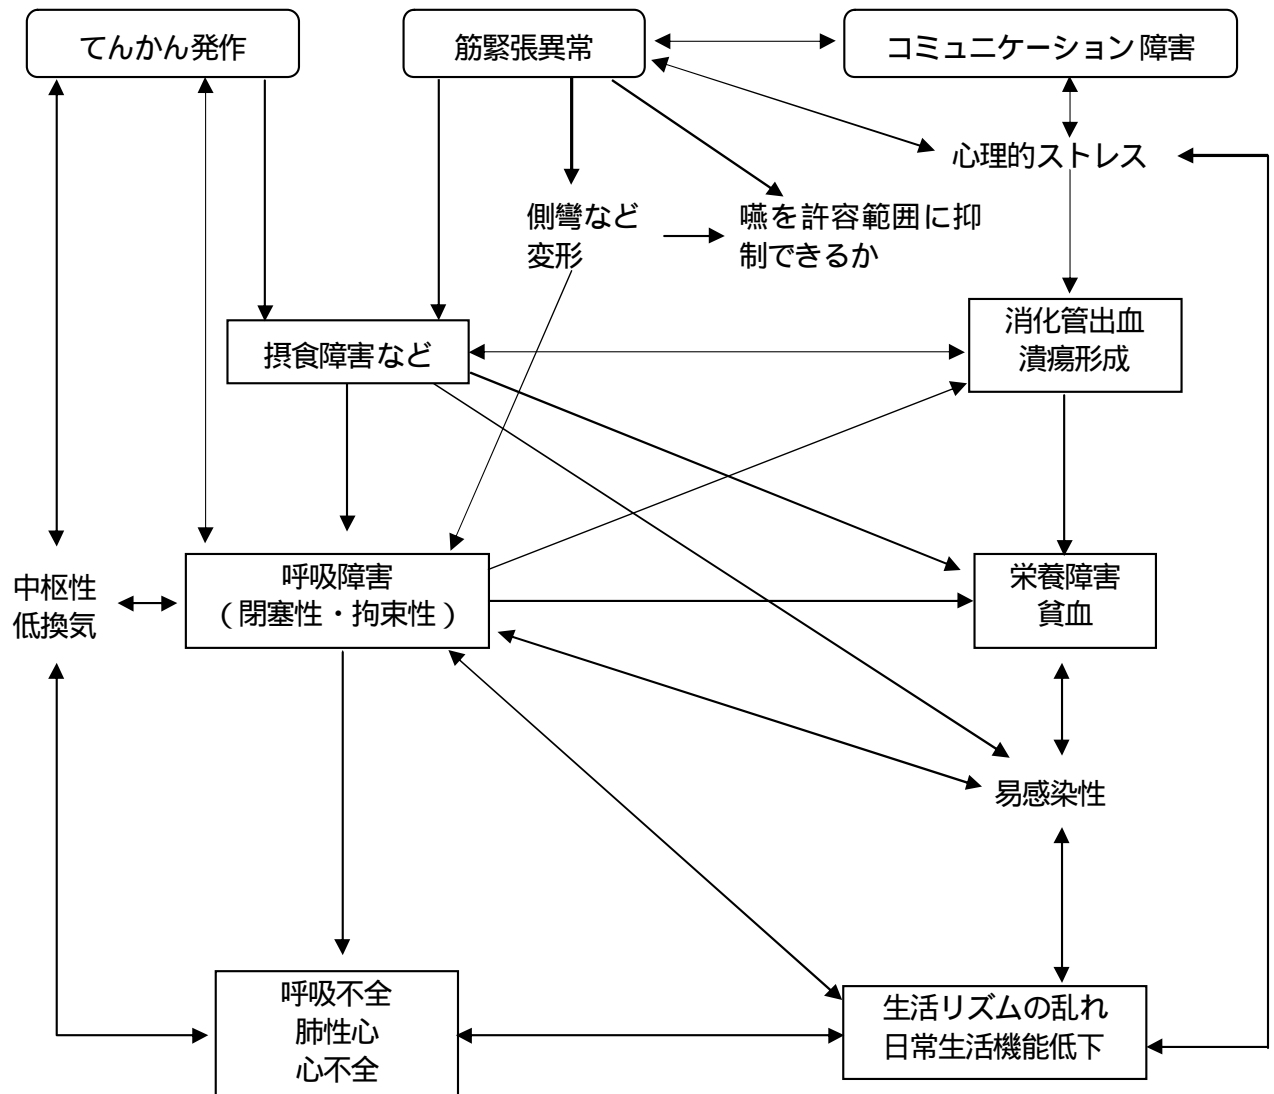 てんかん発作
筋緊張異常
コミュニケーション障害
心理的ストレス
側彎など
変形
嚥を許容範囲に抑
制できるか
摂食障害など
消化管出血
潰瘍形成
中枢性
低換気
呼吸障害
（閉塞性・拘束性）
栄養障害
貧血
易感染性
呼吸不全
肺性心
心不全
生活リズムの乱れ
日常生活機能低下